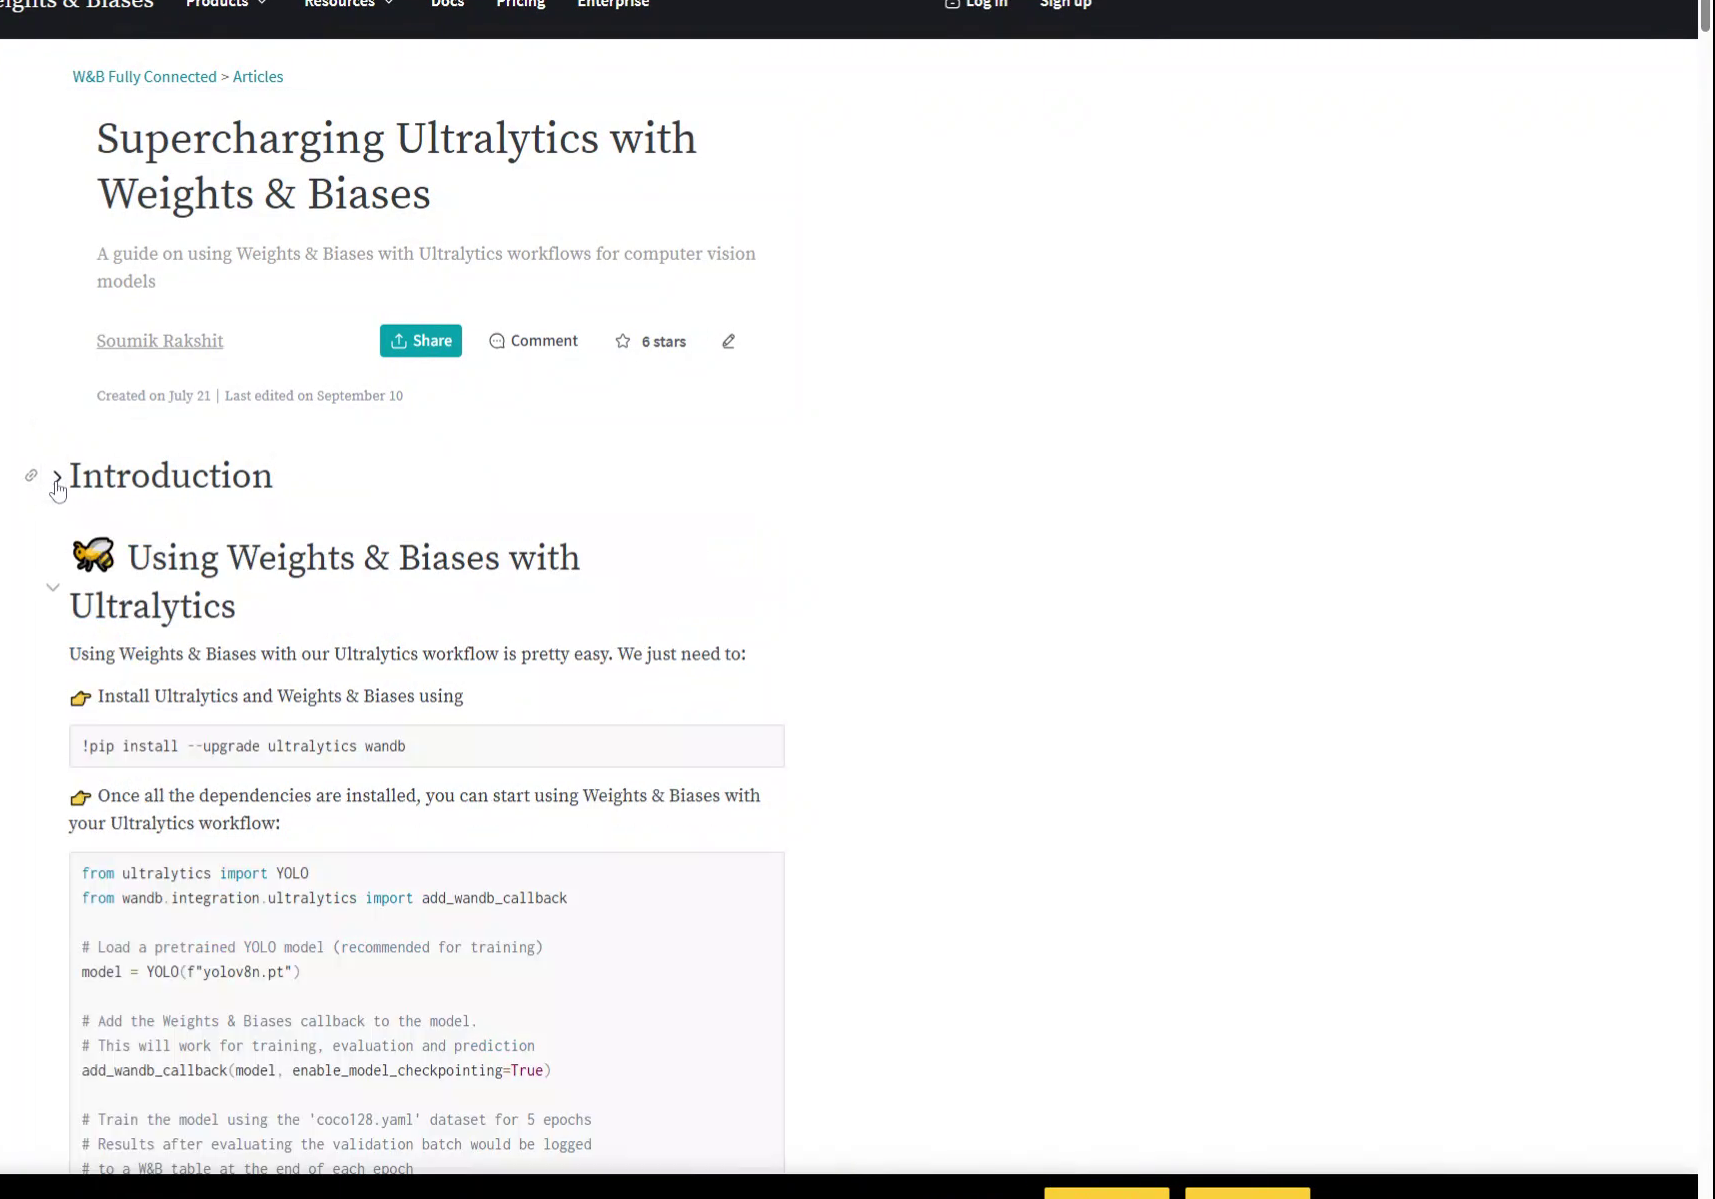 & Biases Products Resources Docs Pricing Enterprise Log in Sign up
W&B Fully Connected > Articles
Supercharging Ultralytics with
Weights & Biases
A guide on using Weights & Biases with Ultralytics workflows for computer vision
models
Soumik Rakshit Share Comment 6 stars
Created on July 21 | Last edited on September 10
Introduction
Using Weights & Biases with
Ultralytics
Using Weights & Biases with our Ultralytics workflow is pretty easy. We just need to:
Install Ultralytics and Weights & Biases using
!pip install --upgrade ultralytics wandb
Once all the dependencies are installed, you can start using Weights & Biases with
your Ultralytics workflow:
from ultralytics import YOLO
from wandb.integration.ultralytics import add_wandb_callback
# Load a pretrained YOLO model (recommended for training)
model = YOLO(f"yolov8n.pt")
# Add the Weights & Biases callback to the model.
# This will work for training, evaluation and prediction
add_wandb_callback(model, enable_model_checkpointing=True)
# Train the model using the 'coco128.yaml' dataset for 5 epochs
# Results after evaluating the validation batch would be logged
# to a W&B table at the end of each epoch